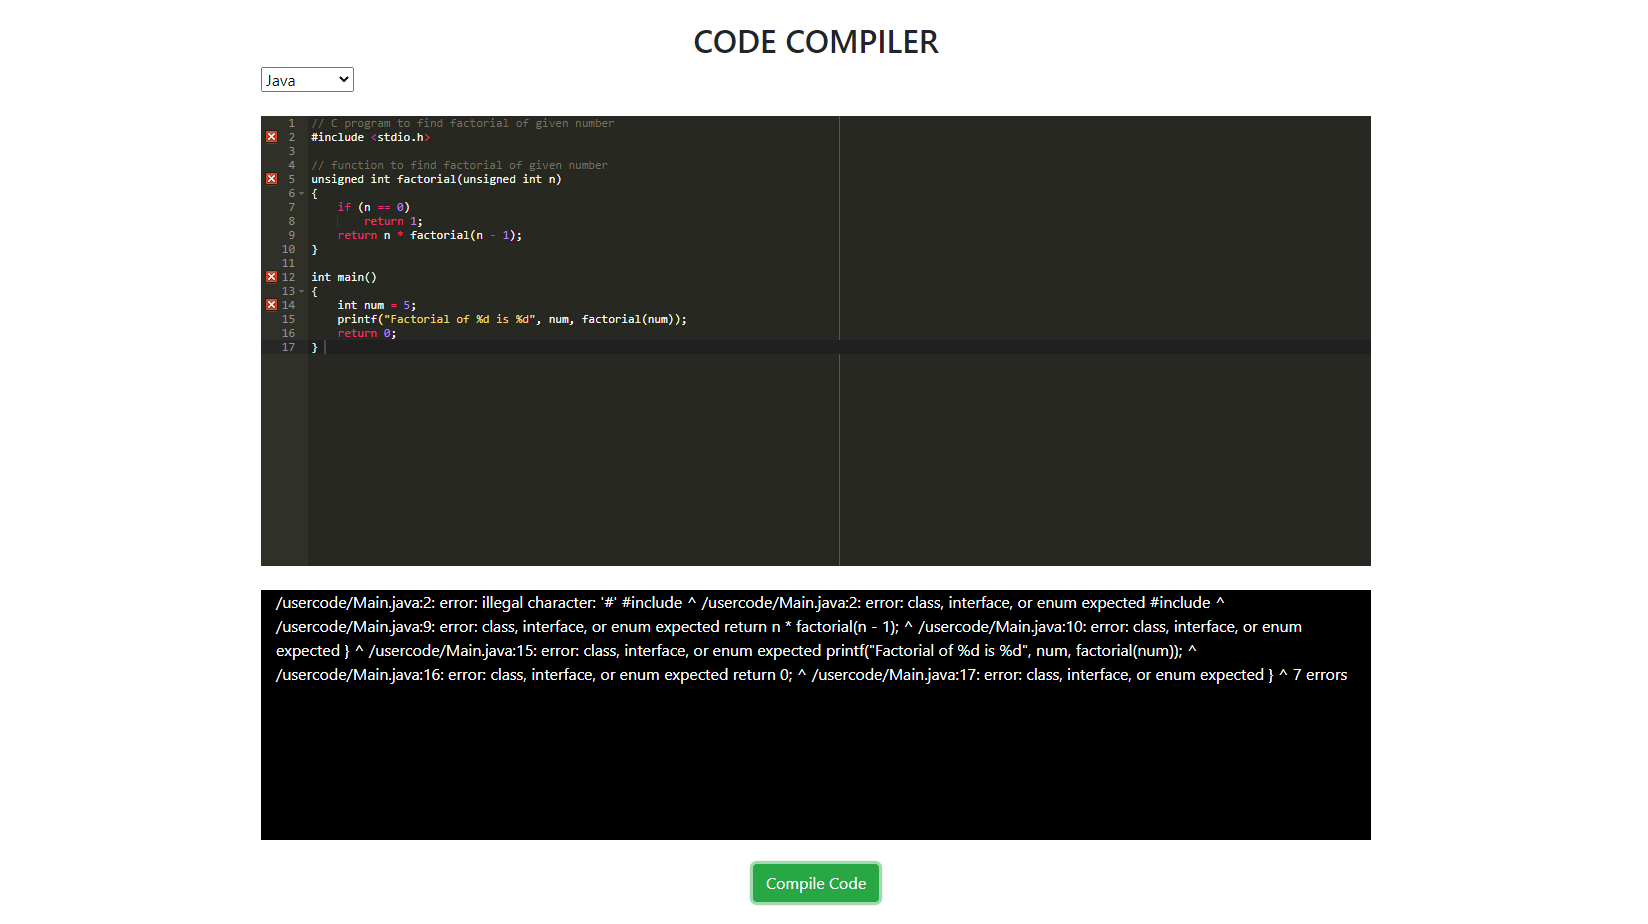 CODE COMPILER
Java
1 // C program to find factorial of given number
2 #include <stdio.h>
3
4 // function to find factorial of given number
5 unsigned int factorial(unsigned int n)
6 {
7     if (n == 0)
8         return 1;
9     return n * factorial(n - 1);
10 }
11
12 int main()
13 {
14     int num = 5;
15     printf("Factorial of %d is %d", num, factorial(num));
16     return 0;
17 }
/usercode/Main.java:2: error: illegal character: '#' #include ^ /usercode/Main.java:2: error: class, interface, or enum expected #include ^
/usercode/Main.java:9: error: class, interface, or enum expected return n * factorial(n - 1); ^ /usercode/Main.java:10: error: class, interface, or enum
expected } ^ /usercode/Main.java:15: error: class, interface, or enum expected printf("Factorial of %d is %d", num, factorial(num)); ^
/usercode/Main.java:16: error: class, interface, or enum expected return 0; ^ /usercode/Main.java:17: error: class, interface, or enum expected } ^ 7 errors
Compile Code